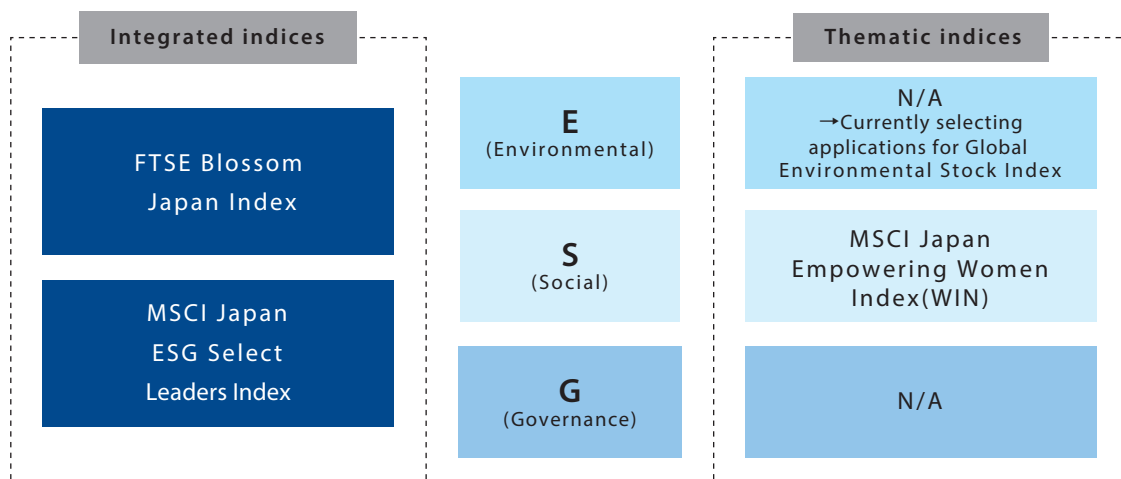 Integrated indices
FTSE Blossom
Japan Index
MSCI Japan
ESG Select
Leaders Index
E
(Environmental)
S
(Social)
G
(Governance)
Thematic indices
N/A
→Currently selecting
applications for Global
Environmental Stock Index
MSCI Japan
Empowering Women
Index(WIN)
N/A